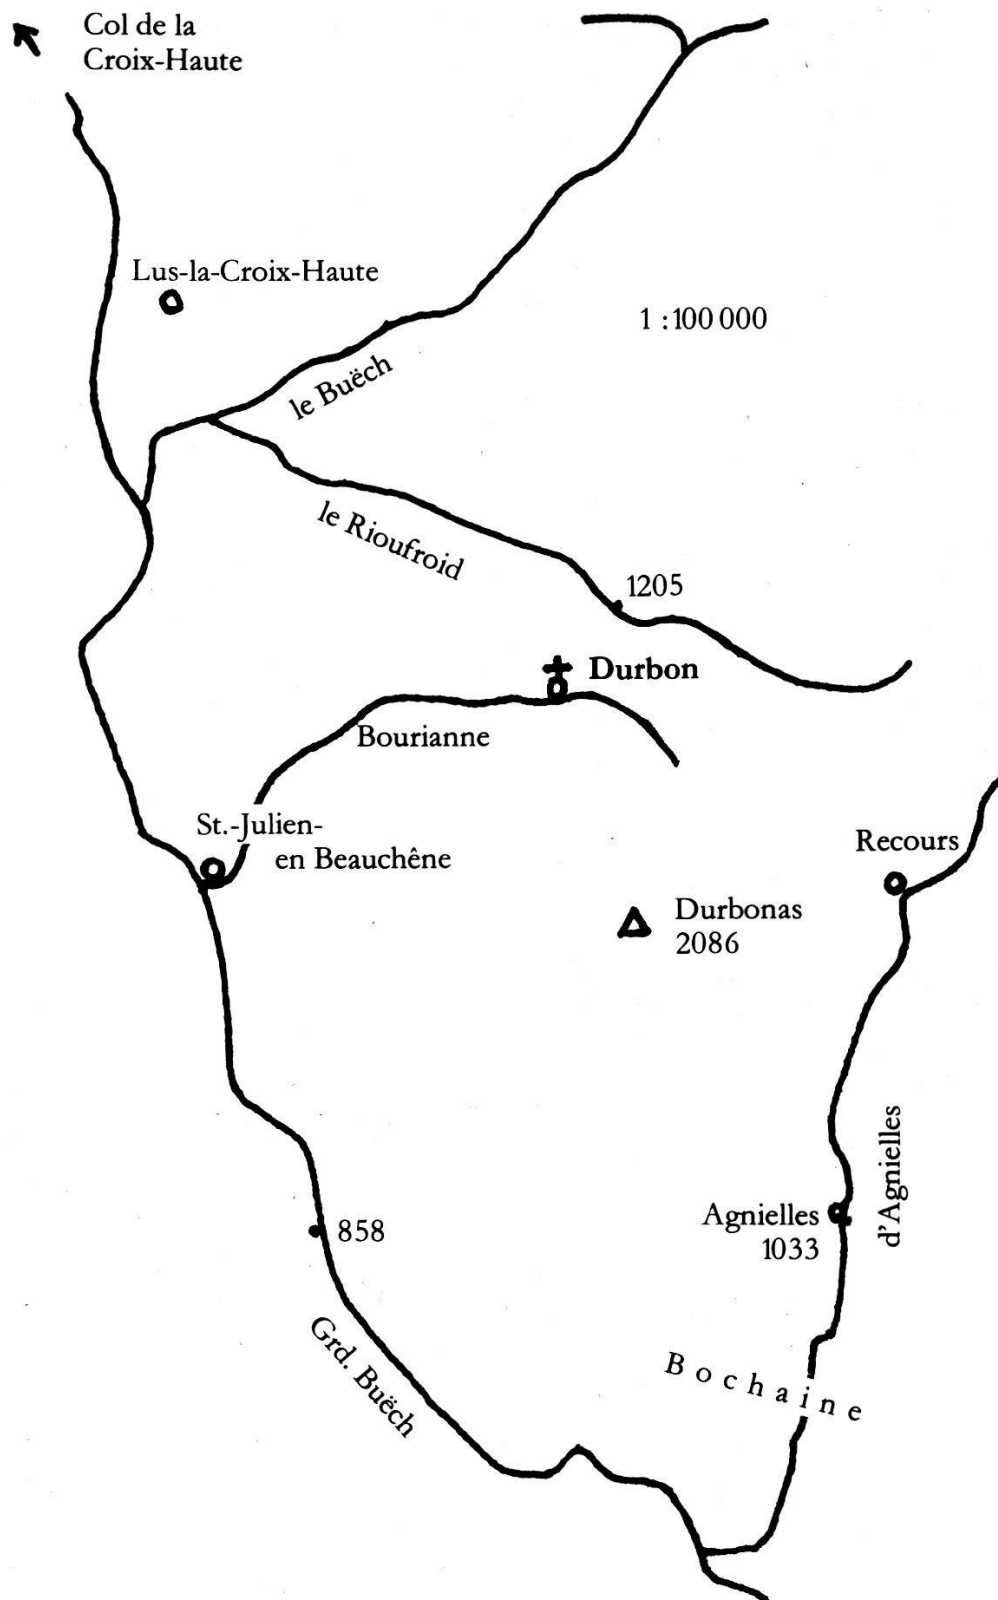 Col de la
Croix-Haute
Lus-la-Croix-Haute
1 : 100 000
le Buëch
le Rioufroid
1205
Durbon
Bourianne
St.-Julien-
en Beauchêne
Recours
Durbonas
2086
d'Agnielles
Agnielles
1033
858
Grd. Buëch
Bochaine